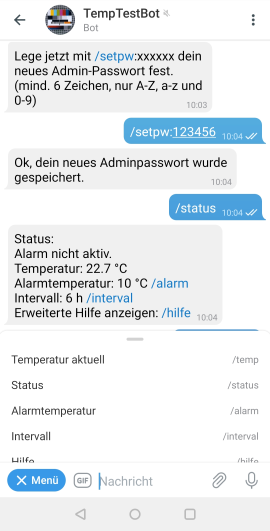 TempTestBot
Bot
Lege jetzt mit /setpw:xxxxxx dein
neues Admin-Passwort fest.
(mind. 6 Zeichen, nur A-Z, a-z und
0-9)
10:03
/setpw:123456
10:04
Ok, dein neues Adminpasswort wurde
gespeichert.
10:04
/status
10:04
Status:
Alarm nicht aktiv.
Temperatur: 22.7 °C
Alarmtemperatur: 10 °C /alarm
Intervall: 6 h /interval
Erweiterte Hilfe anzeigen: /hilfe
10:04
Temperatur aktuell /temp
Status /status
Alarmtemperatur /alarm
Intervall /interval
Hilfe /hilfe
Menü
GIF
Nachricht